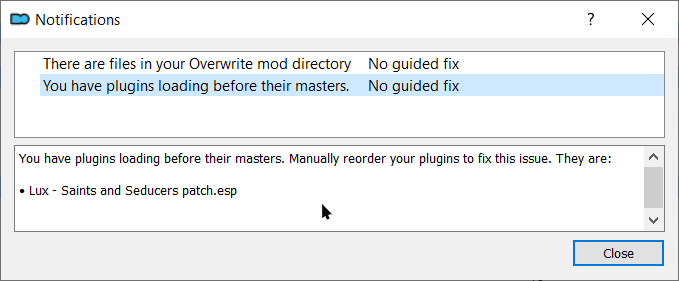 Notifications
There are files in your Overwrite mod directory No guided fix
You have plugins loading before their masters. No guided fix
You have plugins loading before their masters. Manually reorder your plugins to fix this issue. They are:
• Lux - Saints and Seducers patch.esp
Close